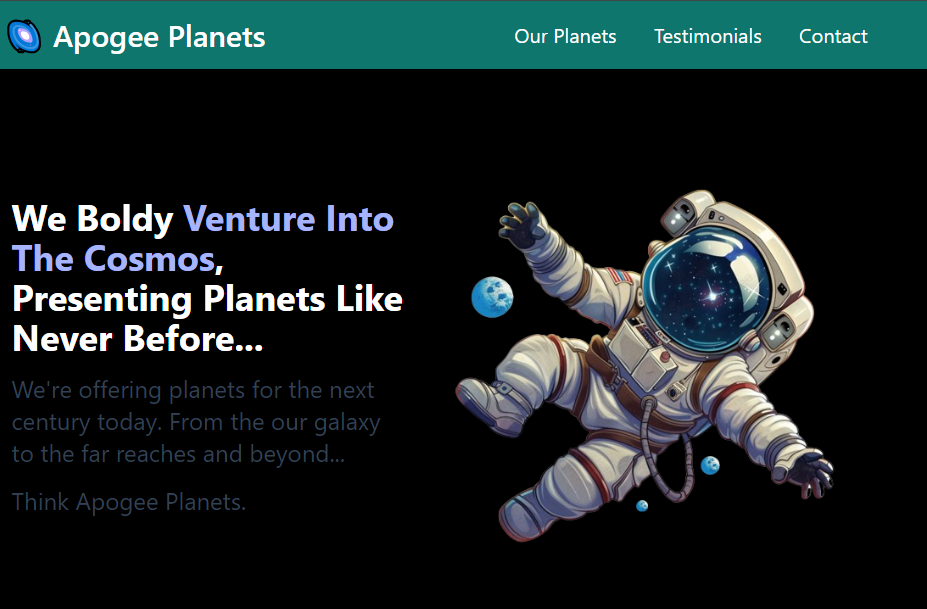 Apogee Planets
Our Planets Testimonials Contact
We Boldy Venture Into
The Cosmos,
Presenting Planets Like
Never Before...
We're offering planets for the next
century today. From the our galaxy
to the far reaches and beyond...
Think Apogee Planets.